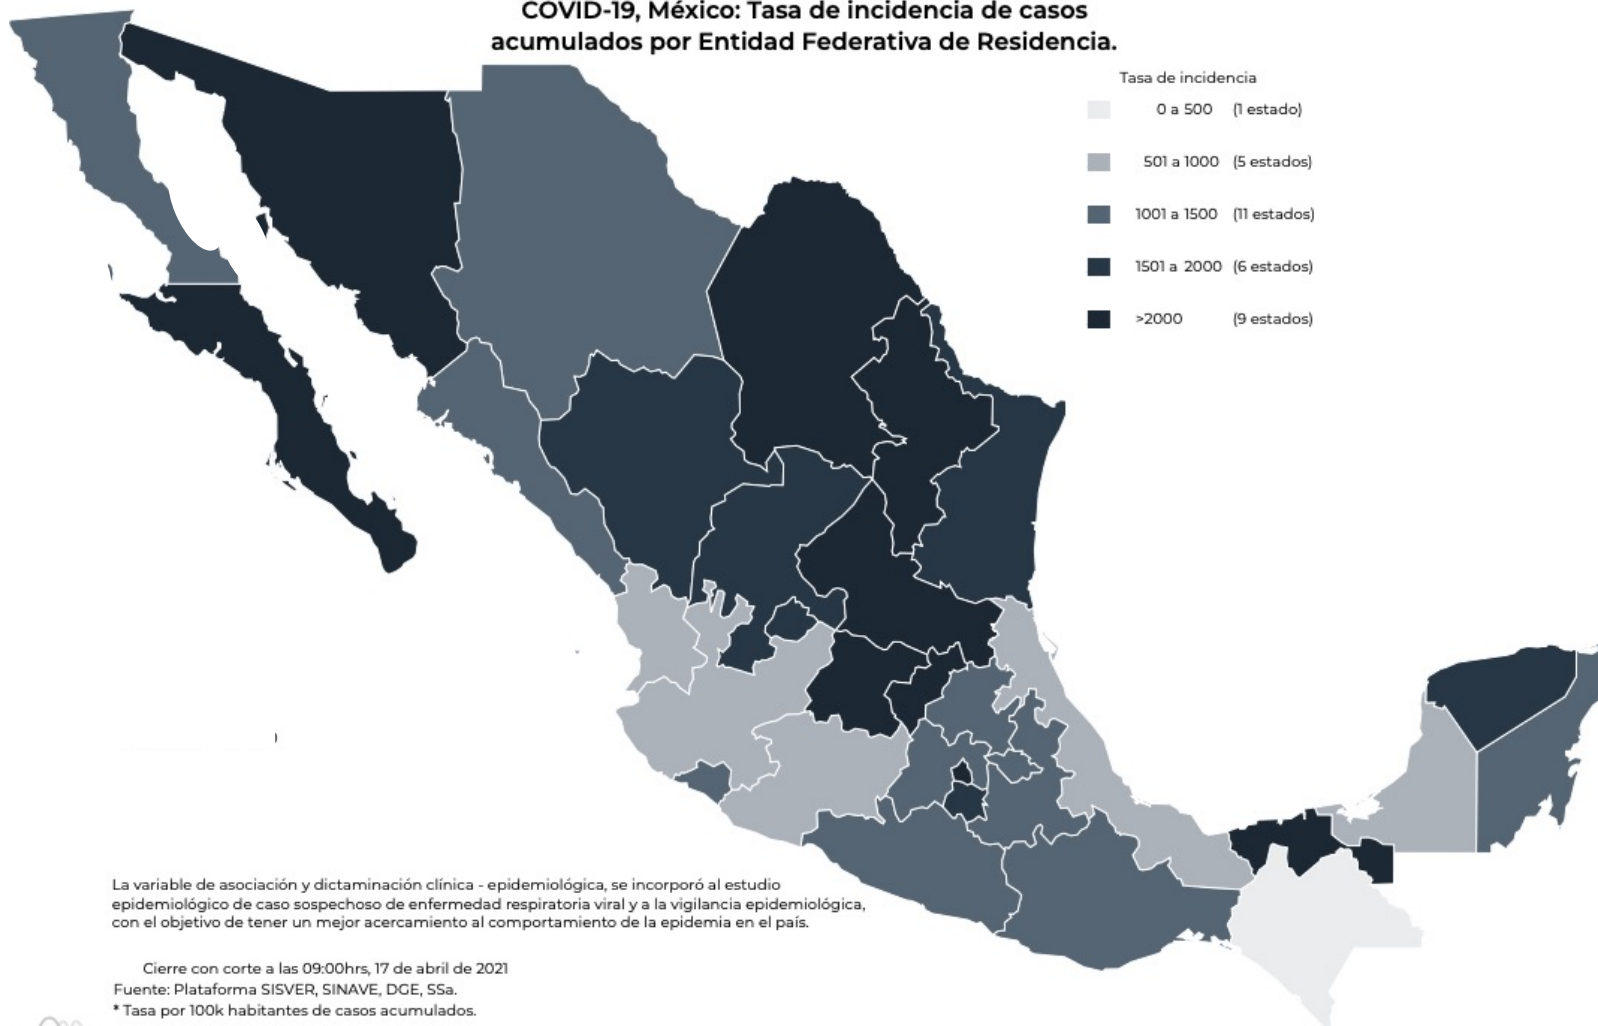 COVID-19, México: Tasa de incidencia de casos
acumulados por Entidad Federativa de Residencia.
Tasa de incidencia
0 a 500 (1 estado)
501 a 1000 (5 estados)
1001 a 1500 (11 estados)
1501 a 2000 (6 estados)
>2000 (9 estados)
La variable de asociación y dictaminación clínica - epidemiológica, se incorporó al estudio
epidemiológico de caso sospechoso de enfermedad respiratoria viral y a la vigilancia epidemiológica,
con el objetivo de tener un mejor acercamiento al comportamiento de la epidemia en el país.
Cierre con corte a las 09:00hrs, 17 de abril de 2021
Fuente: Plataforma SISVER, SINAVE, DGE, SSa.
* Tasa por 100k habitantes de casos acumulados.